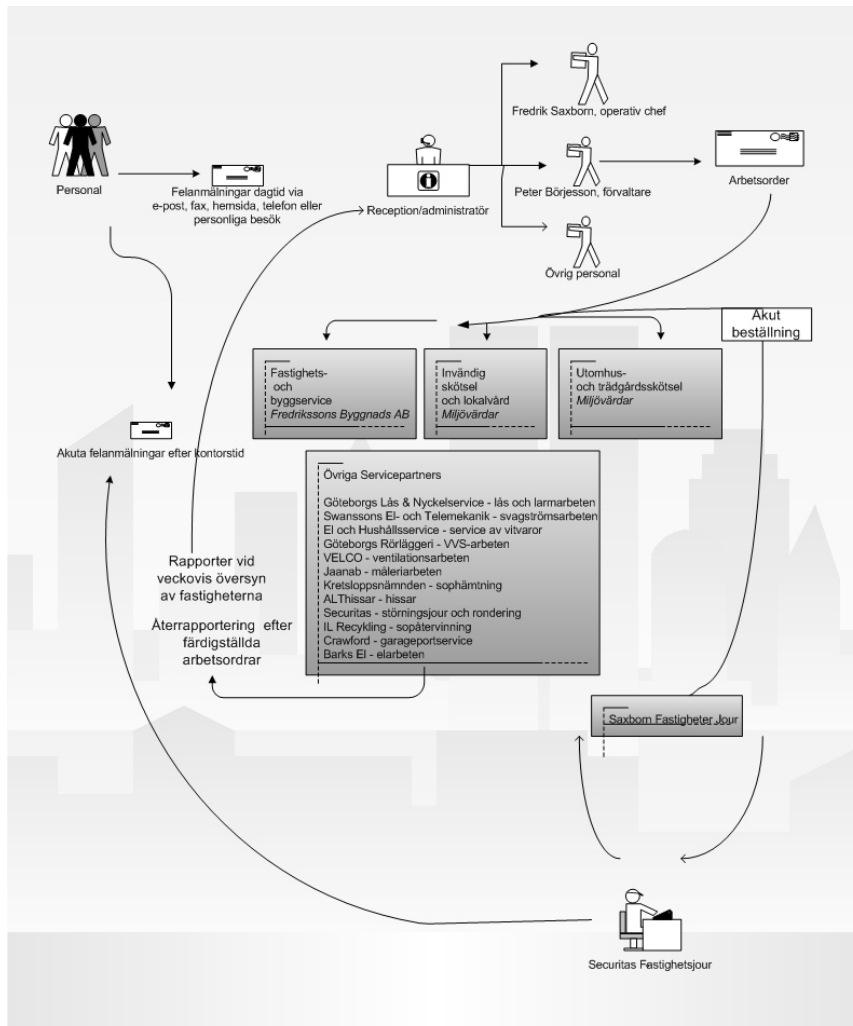 Fredrik Saxborn, operativ chef
Personal
Felanmälningar dagtid via
e-post, fax, hemsida, telefon eller
personliga besök
Reception/administratör
Peter Börjesson, förvaltare
Arbetsorder
Övrig personal
Akut
beställning
Fastighets-
och
byggservice
Fredrikssons Byggnads AB
Invändig
skötsel
och lokalvård
Miljövärdar
Utomhus-
och trädgårdsskötsel
Miljövärdar
Akuta felanmälningar efter kontorstid
Övriga Servicepartners
Göteborgs Lås & Nyckelservice - lås och larmarbeten
Swanssons El- och Telemekanik - svagströmsarbeten
El och Hushållsservice - service av vitvaror
Göteborgs Rörläggeri - VVS-arbeten
VELCO - ventilationsarbeten
Jaanab - måleriarbeten
Kretsloppsnämnden - sophämtning
ALThissar - hissar
Securitas - störningsjour och rondering
IL Recykling - sopåtervinning
Crawford - garageportservice
Barks El - elarbeten
Rapporter vid
veckovis översyn
av fastigheterna
Återrapportering efter
färdigställda
arbetsordrar
Saxborn Fastigheter Jour
Securitas Fastighetsjour